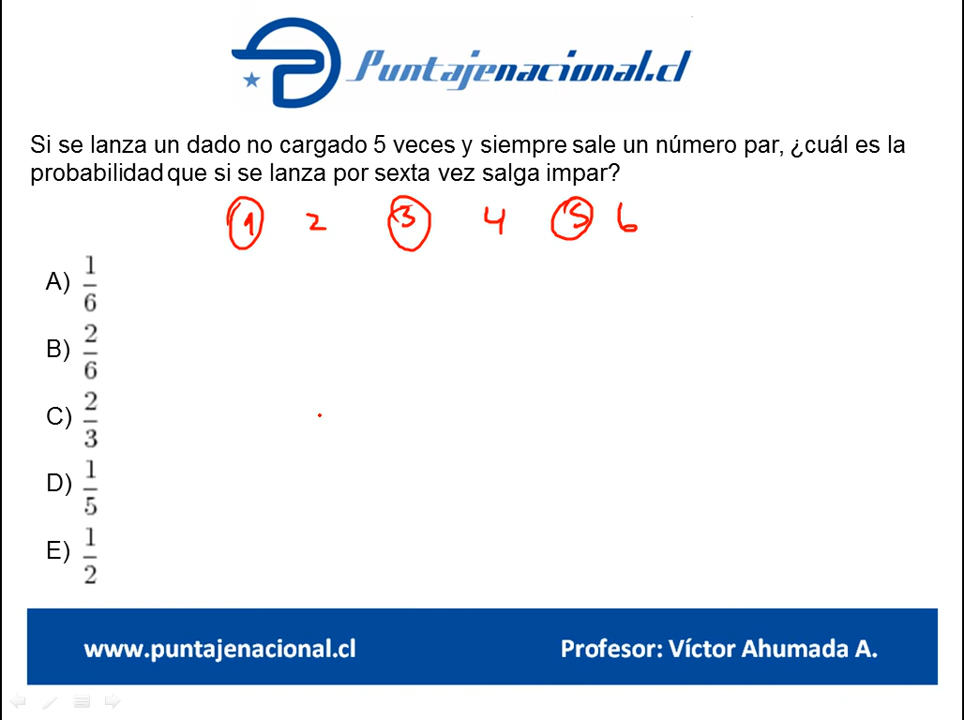 Puntajenacional.cl
Si se lanza un dado no cargado 5 veces y siempre sale un número par, ¿cuál es la
probabilidad que si se lanza por sexta vez salga impar?
1 2 3 4 5 6
A) 1/6
B) 2/6
C) 2/3
D) 1/5
E) 1/2
www.puntajenacional.cl Profesor: Víctor Ahumada A.